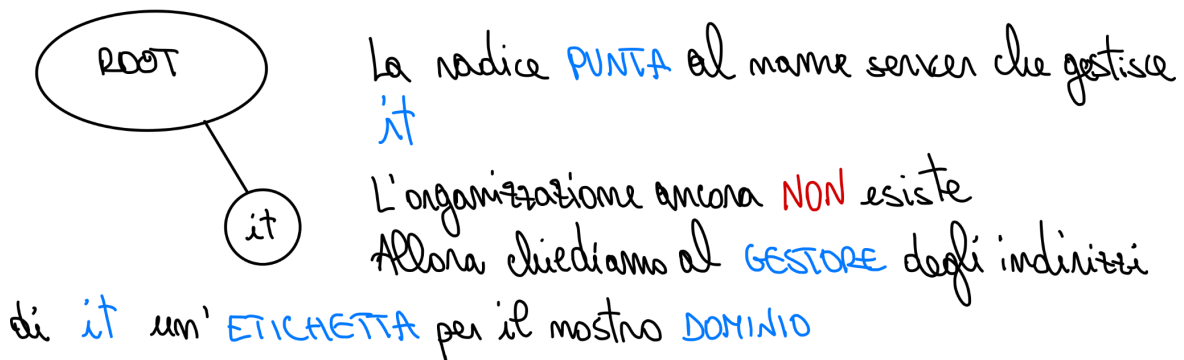 ROOT
La radice PUNTA al name server che gestisce
it
it
L'organizzazione ancora NON esiste
Allora chiediamo al GESTORE degli indirizzi
di it un' ETICHETTA per il nostro DOMINIO